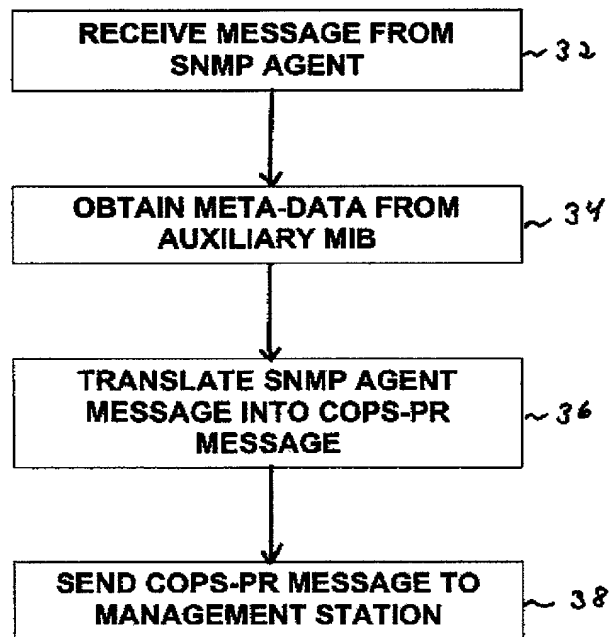 RECEIVE MESSAGE FROM
SNMP AGENT
32
OBTAIN META-DATA FROM
AUXILIARY MIB
34
TRANSLATE SNMP AGENT
MESSAGE INTO COPS-PR
MESSAGE
36
SEND COPS-PR MESSAGE TO
MANAGEMENT STATION
38